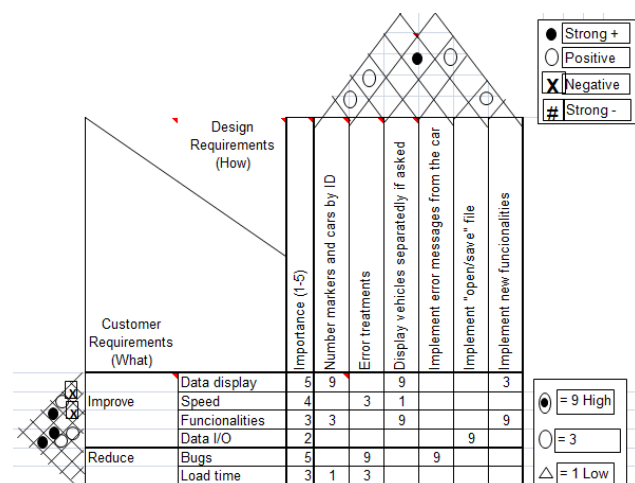 Strong +
Positive
X Negative
# Strong -
Design
Requirements
(How)
Importance (1-5)
Number markers and cars by ID
Error treatments
Display vehicles separatedly if asked
Implement error messages from the car
Implement "open/save" file
Implement new funcionalities
Customer
Requirements
(What)
Improve
Data display 5 9 9 3
Speed 4 3 1
Funcionalities 3 3 9 9
Data I/O 2 9
Reduce
Bugs 5 9 9
Load time 3 1 3
X
X
= 9 High
= 3
= 1 Low